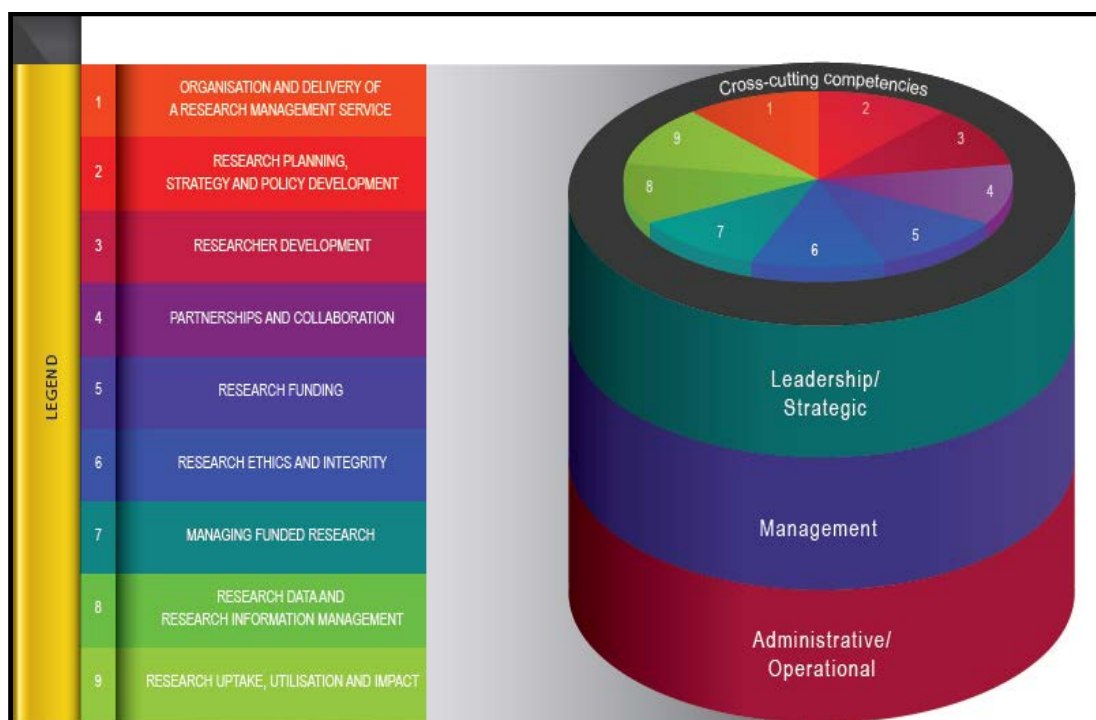 LEGEND
1
ORGANISATION AND DELIVERY OF
A RESEARCH MANAGEMENT SERVICE
2
RESEARCH PLANNING,
STRATEGY AND POLICY DEVELOPMENT
3
RESEARCHER DEVELOPMENT
4
PARTNERSHIPS AND COLLABORATION
5
RESEARCH FUNDING
6
RESEARCH ETHICS AND INTEGRITY
7
MANAGING FUNDED RESEARCH
8
RESEARCH DATA AND
RESEARCH INFORMATION MANAGEMENT
9
RESEARCH UPTAKE, UTILISATION AND IMPACT
Cross-cutting competencies
1
2
3
4
5
6
7
8
9
Leadership/
Strategic
Management
Administrative/
Operational